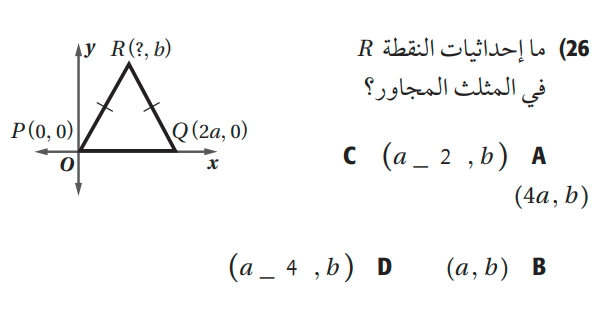 26) ما إحداثيات النقطة R
في المثلث المجاور؟
y R(?, b)
P(0, 0) Q(2a, 0)
O x
A (a _ 2 , b) C
(4a, b)
B (a, b) D (a _ 4 , b)